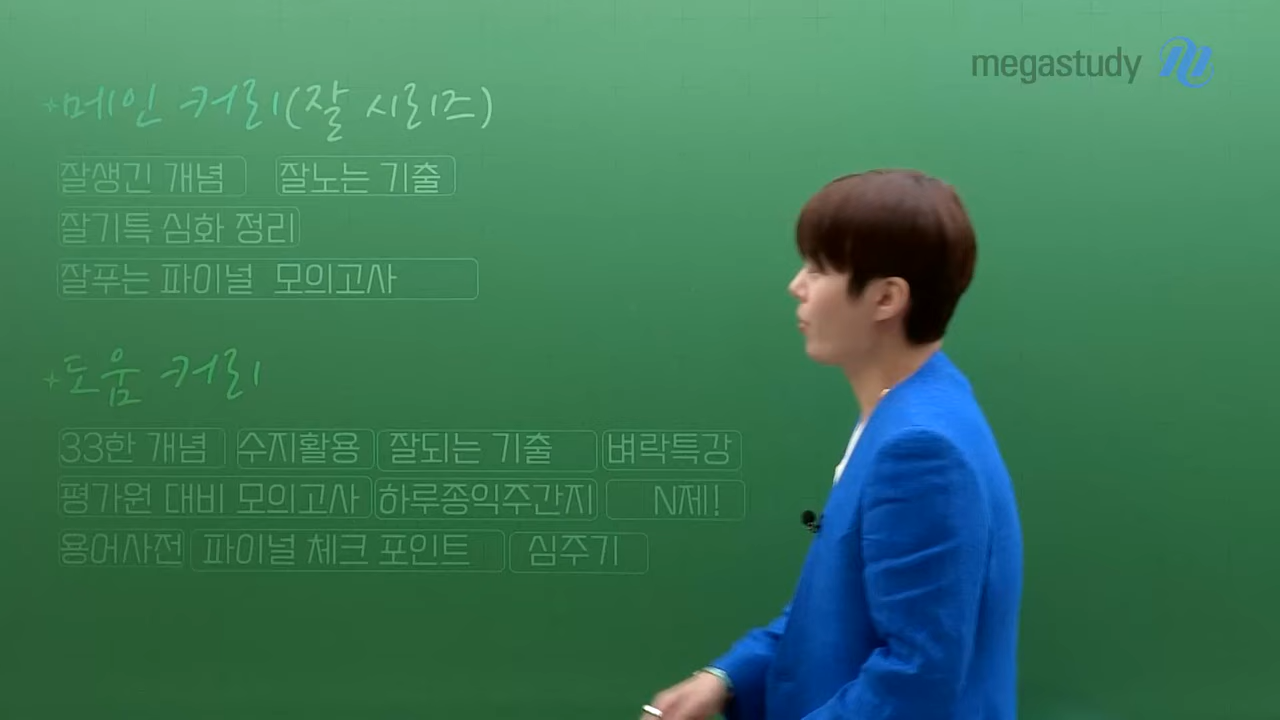 megastudy
메인 커리(잘 시리즈)
잘생긴 개념 잘노는 기출
잘기특 심화 정리
잘푸는 파이널 모의고사
도움 커리
33한 개념 수지활용 잘되는 기출 벼락특강
평가원 대비 모의고사 하루종익주간지 N제!
용어사전 파이널 체크 포인트 심주기